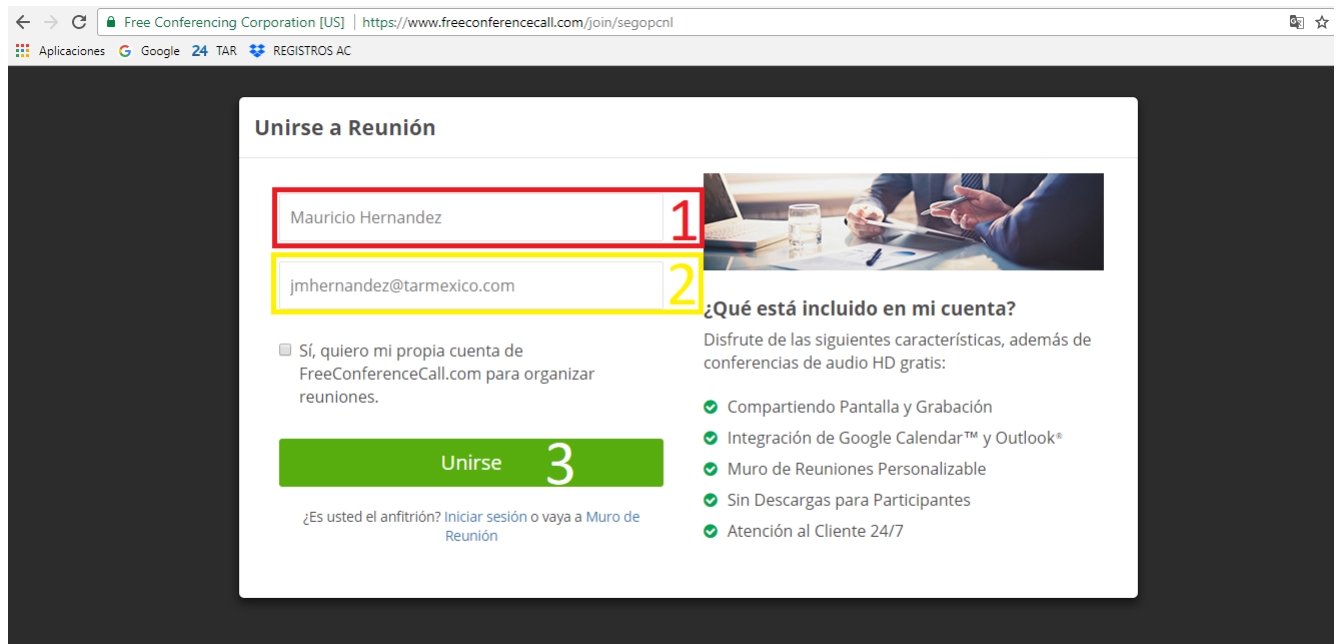 Free Conferencing Corporation [US] | https://www.freeconferencecall.com/join/segopcnl
Aplicaciones G Google 24 TAR REGISTROS AC
Unirse a Reunión
Mauricio Hernandez 1
jmhernandez@tarmexico.com 2
Sí, quiero mi propia cuenta de
FreeConferenceCall.com para organizar
reuniones.
Unirse 3
¿Es usted el anfitrión? Iniciar sesión o vaya a Muro de
Reunión
¿Qué está incluido en mi cuenta?
Disfrute de las siguientes características, además de
conferencias de audio HD gratis:
Compartiendo Pantalla y Grabación
Integración de Google Calendar™ y Outlook®
Muro de Reuniones Personalizable
Sin Descargas para Participantes
Atención al Cliente 24/7